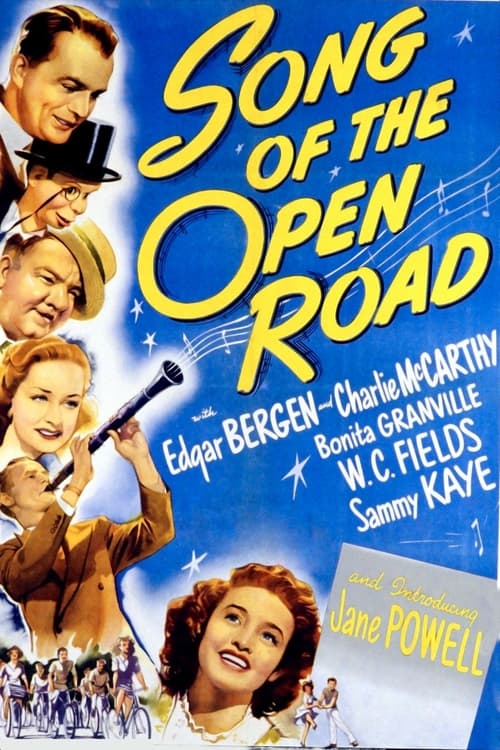 SONG
OF THE
OPEN
ROAD
with
Edgar BERGEN and Charlie McCARTHY
Bonita GRANVILLE
W. C. FIELDS
Sammy KAYE
and Introducing
Jane POWELL